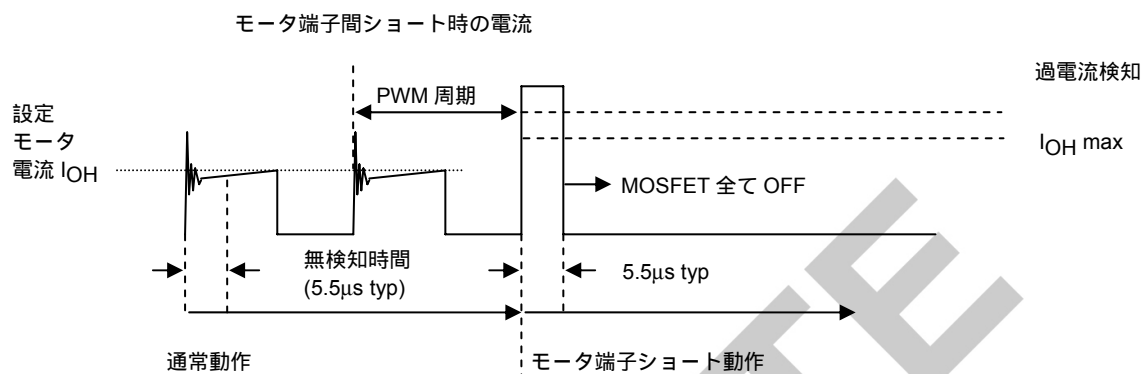 モータ端子間ショート時の電流
過電流検知
PWM 周期
設定
モータ
電流 IOH
IOH max
MOSFET 全て OFF
無検知時間
(5.5μs typ)
5.5μs typ
通常動作
モータ端子ショート動作